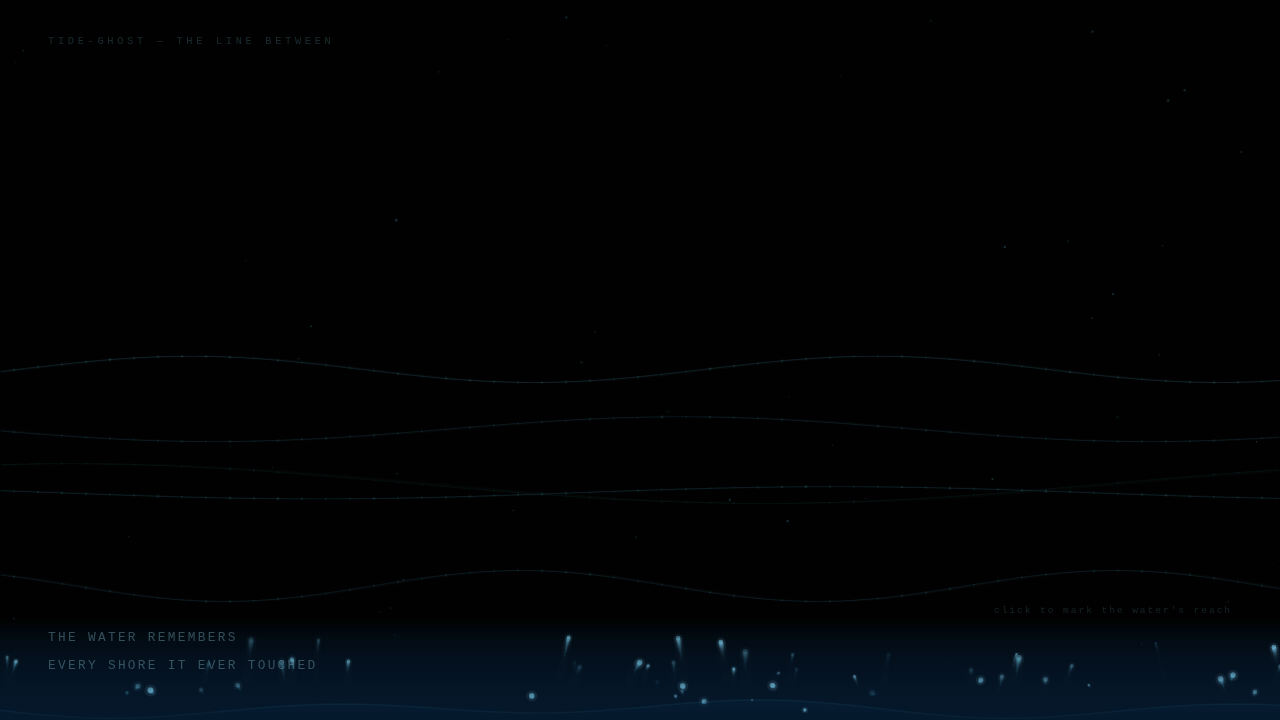 TIDE-GHOST — THE LINE BETWEEN
click to mark the water's reach
THE WATER REMEMBERS
EVERY SHORE IT EVER TOUCHED